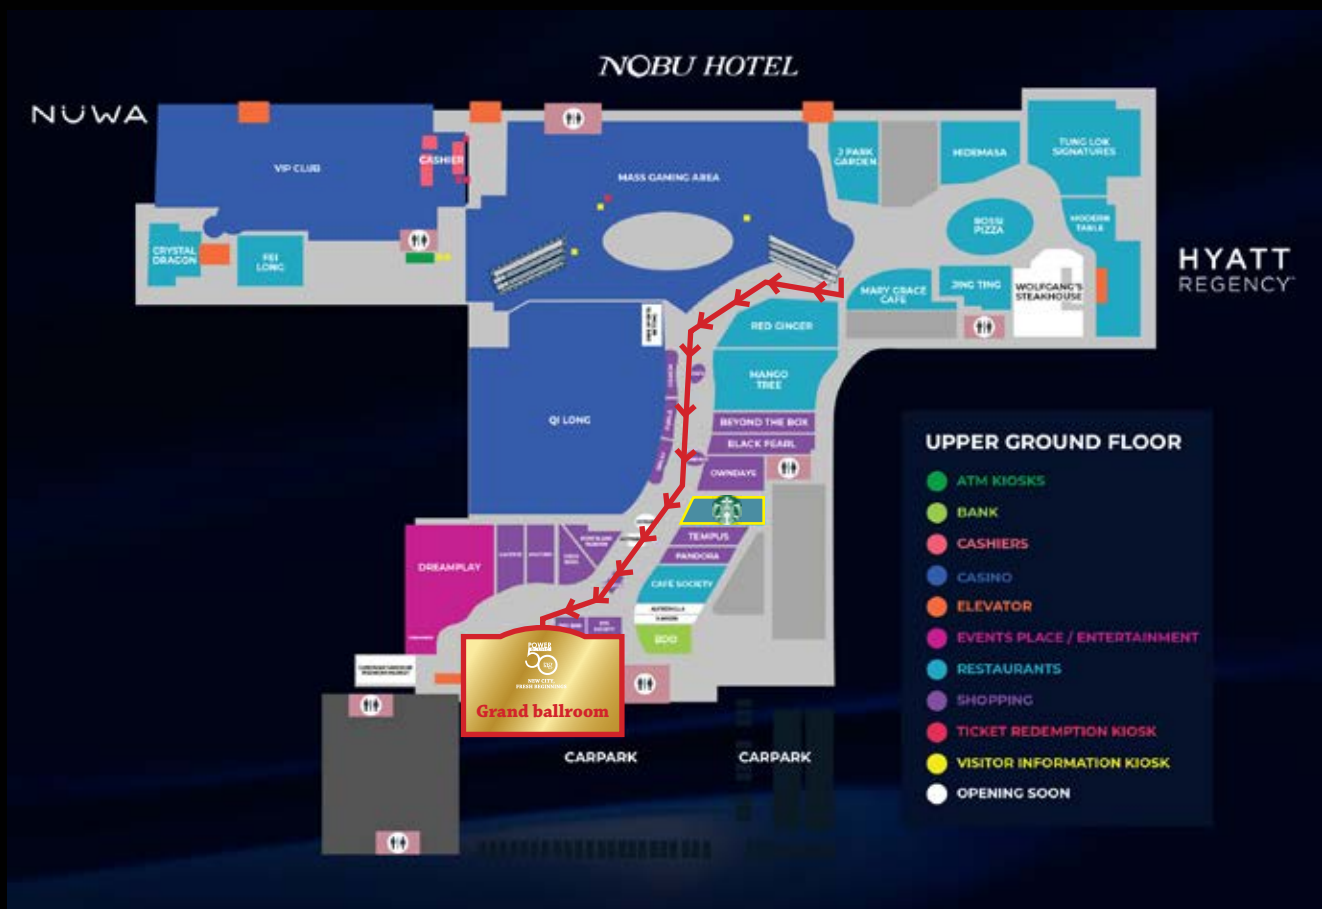 NOBU HOTEL
NÜWA
VIP CLUB
CASHIER
MASS GAMING AREA
J PARK
GARDEN
HIDEMASA
TUNG LOK
SIGNATURES
CRYSTAL
DRAGON
FEI
LONG
ROSSI
PIZZA
MODERN
TABLE
HYATT
REGENCY
MARY GRACE
CAFE
JING TING
WOLFGANG'S
STEAKHOUSE
RED GINGER
MANGO
TREE
QI LONG
BEYOND THE BOX
BLACK PEARL
OWNDAYS
TEMPUS
PANDORA
CAFÉ SOCIETY
DREAMPLAY
BDO
POWER
50
NEW CITY,
FRESH BEGINNINGS
Grand ballroom
CARPARK
CARPARK
UPPER GROUND FLOOR
ATM KIOSKS
BANK
CASHIERS
CASINO
ELEVATOR
EVENTS PLACE / ENTERTAINMENT
RESTAURANTS
SHOPPING
TICKET REDEMPTION KIOSK
VISITOR INFORMATION KIOSK
OPENING SOON